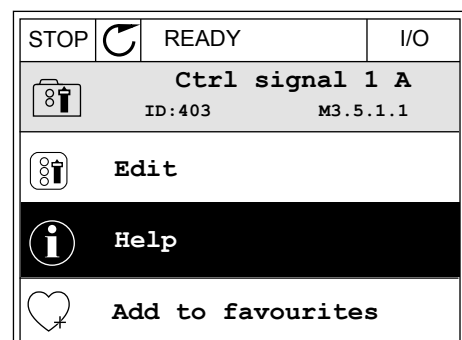 STOP READY I/O
Ctrl signal 1 A
ID:403 M3.5.1.1
Edit
Help
Add to favourites